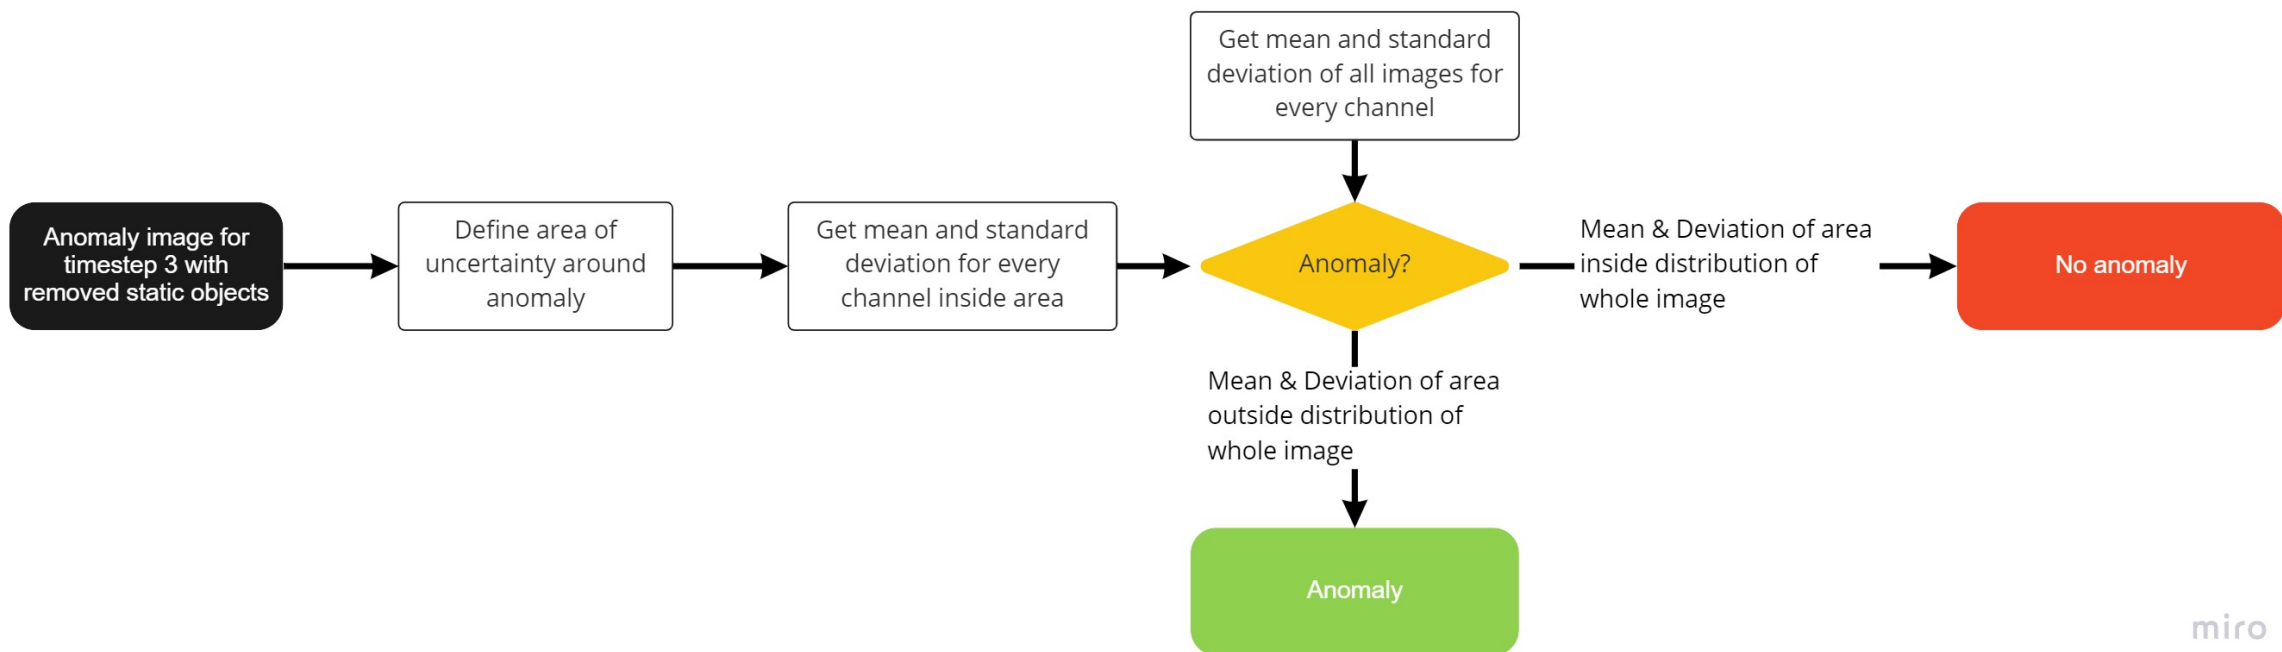 Get mean and standard
deviation of all images for
every channel
Anomaly image for
timestep 3 with
removed static objects
Define area of
uncertainty around
anomaly
Get mean and standard
deviation for every
channel inside area
Anomaly?
Mean & Deviation of area
inside distribution of
whole image
No anomaly
Mean & Deviation of area
outside distribution of
whole image
Anomaly
miro